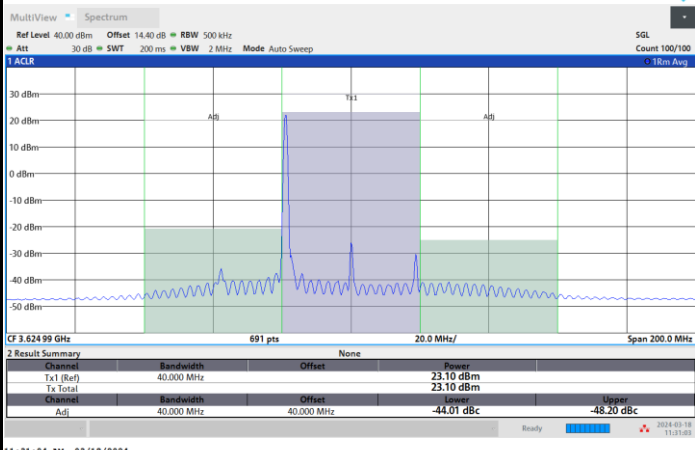 MultiView Spectrum
Ref Level 40.00 dBm Offset 14.40 dB RBW 500 kHz SGL
Att 30 dB SWT 200 ms VBW 2 MHz Mode Auto Sweep Count 100/100
1 ACLR 1Rm Avg
30 dBm
Tx1
20 dBm Adj Adj
10 dBm
0 dBm
-10 dBm
-20 dBm
-30 dBm
-40 dBm
-50 dBm
CF 3.624 99 GHz 691 pts 20.0 MHz/ Span 200.0 MHz
2 Result Summary None
Channel Bandwidth Offset Power
Tx1 (Ref) 40.000 MHz 23.10 dBm
Tx Total 23.10 dBm
Channel Bandwidth Offset Lower Upper
Adj 40.000 MHz 40.000 MHz -44.01 dBc -48.20 dBc
Ready 2024-03-18
11:31:03